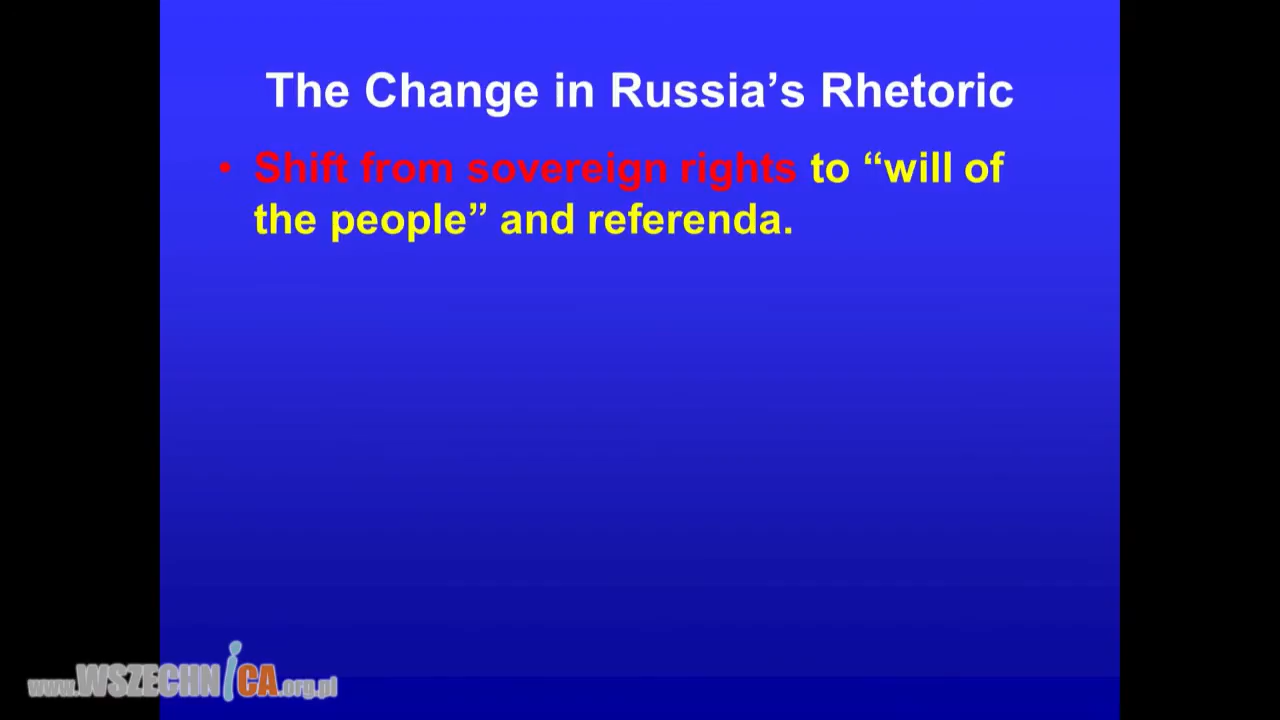 The Change in Russia’s Rhetoric
• Shift from sovereign rights to “will of
the people” and referenda.
www.WSZECHNiCA.org.pl